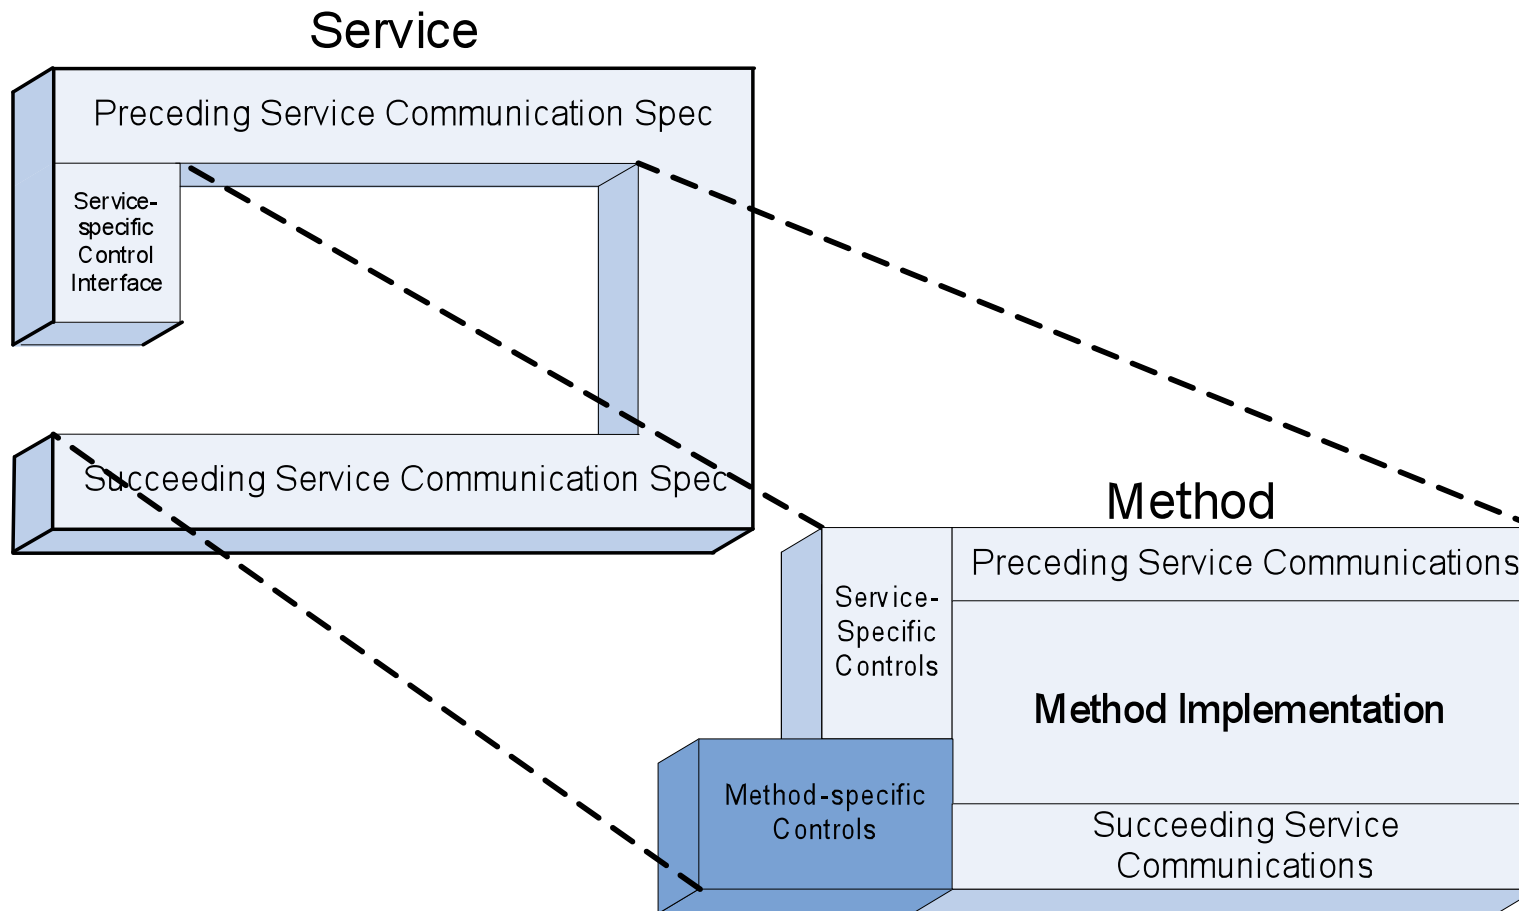 Service
Preceding Service Communication Spec
Service-
specific
Control
Interface
Succeeding Service Communication Spec
Method
Preceding Service Communications
Service-
Specific
Controls
Method Implementation
Method-specific
Controls
Succeeding Service
Communications